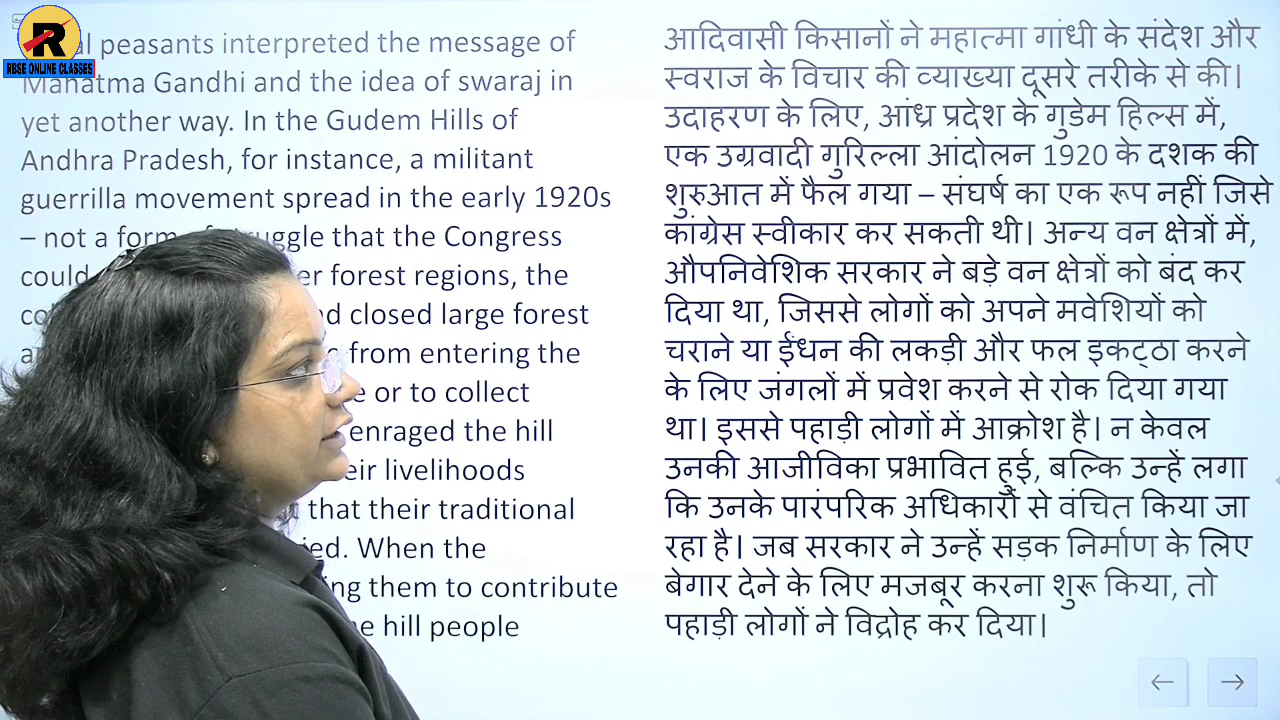 R
RBSE ONLINE CLASSES
peasants interpreted the message of
Mahatma Gandhi and the idea of swaraj in
yet another way. In the Gudem Hills of
Andhra Pradesh, for instance, a militant
guerrilla movement spread in the early 1920s
– not a form of struggle that the Congress
could forest regions, the
closed large forest
from entering the
or to collect
enraged the hill
livelihoods
that their traditional
When the
them to contribute
hill people
आदिवासी किसानों ने महात्मा गांधी के संदेश और
स्वराज के विचार की व्याख्या दूसरे तरीके से की।
उदाहरण के लिए, आंध्र प्रदेश के गुडेम हिल्स में,
एक उग्रवादी गुरिल्ला आंदोलन 1920 के दशक की
शुरुआत में फैल गया – संघर्ष का एक रूप नहीं जिसे
कांग्रेस स्वीकार कर सकती थी। अन्य वन क्षेत्रों में,
औपनिवेशिक सरकार ने बड़े वन क्षेत्रों को बंद कर
दिया था, जिससे लोगों को अपने मवेशियों को
चराने या ईंधन की लकड़ी और फल इकट्ठा करने
के लिए जंगलों में प्रवेश करने से रोक दिया गया
था। इससे पहाड़ी लोगों में आक्रोश है। न केवल
उनकी आजीविका प्रभावित हुई, बल्कि उन्हें लगा
कि उनके पारंपरिक अधिकारों से वंचित किया जा
रहा है। जब सरकार ने उन्हें सड़क निर्माण के लिए
बेगार देने के लिए मजबूर करना शुरू किया, तो
पहाड़ी लोगों ने विद्रोह कर दिया।